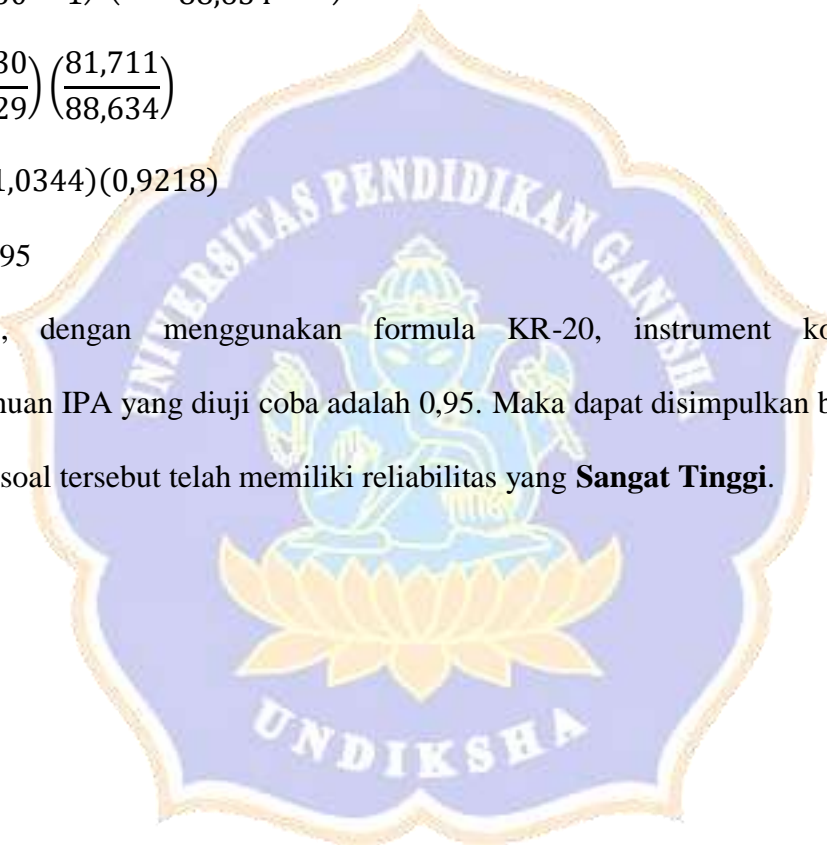 30
29) (81,711
88,634)
1,0344)(0,9218)
95
, dengan menggunakan formula KR-20, instrument ko
nuan IPA yang diuji coba adalah 0,95. Maka dapat disimpulkan b
soal tersebut telah memiliki reliabilitas yang Sangat Tinggi.
UNIVERSITAS PENDIDIKAN GANESH
UNDIKSHA